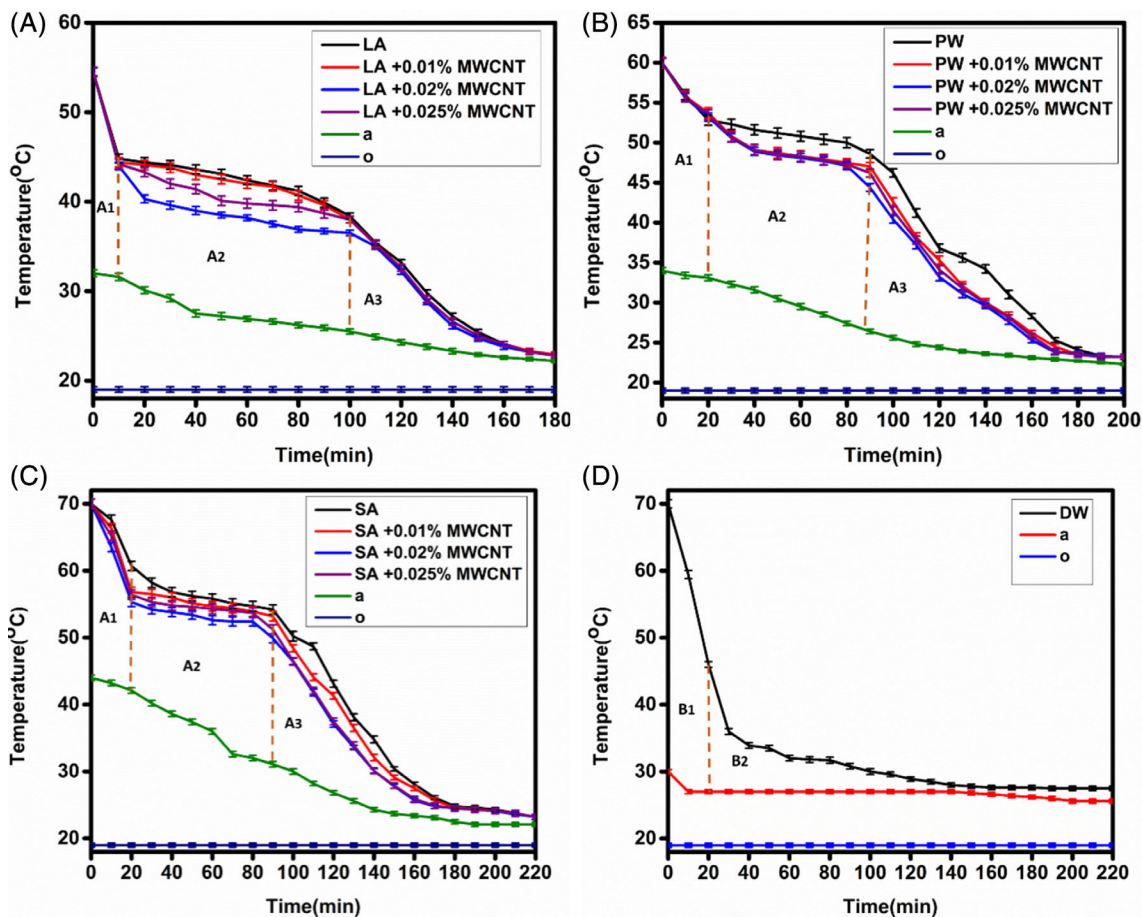 (A)
60
50
40
30
20
Temperature(°C)
LA
LA +0.01% MWCNT
LA +0.02% MWCNT
LA +0.025% MWCNT
a
o
A1
A2
A3
0 20 40 60 80 100 120 140 160 180
Time(min)
(B)
65
60
55
50
45
40
35
30
25
20
Temperature(°C)
PW
PW +0.01% MWCNT
PW +0.02% MWCNT
PW +0.025% MWCNT
a
o
A1
A2
A3
0 20 40 60 80 100 120 140 160 180 200
Time(min)
(C)
70
60
50
40
30
20
Temperature(°C)
SA
SA +0.01% MWCNT
SA +0.02% MWCNT
SA +0.025% MWCNT
a
o
A1
A2
A3
0 20 40 60 80 100 120 140 160 180 200 220
Time(min)
(D)
70
60
50
40
30
20
Temperature(°C)
DW
a
o
B1
B2
0 20 40 60 80 100 120 140 160 180 200 220
Time(min)